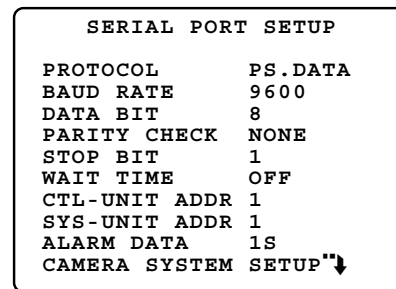 SERIAL PORT SETUP
PROTOCOL PS.DATA
BAUD RATE 9600
DATA BIT 8
PARITY CHECK NONE
STOP BIT 1
WAIT TIME OFF
CTL-UNIT ADDR 1
SYS-UNIT ADDR 1
ALARM DATA 1S
CAMERA SYSTEM SETUP